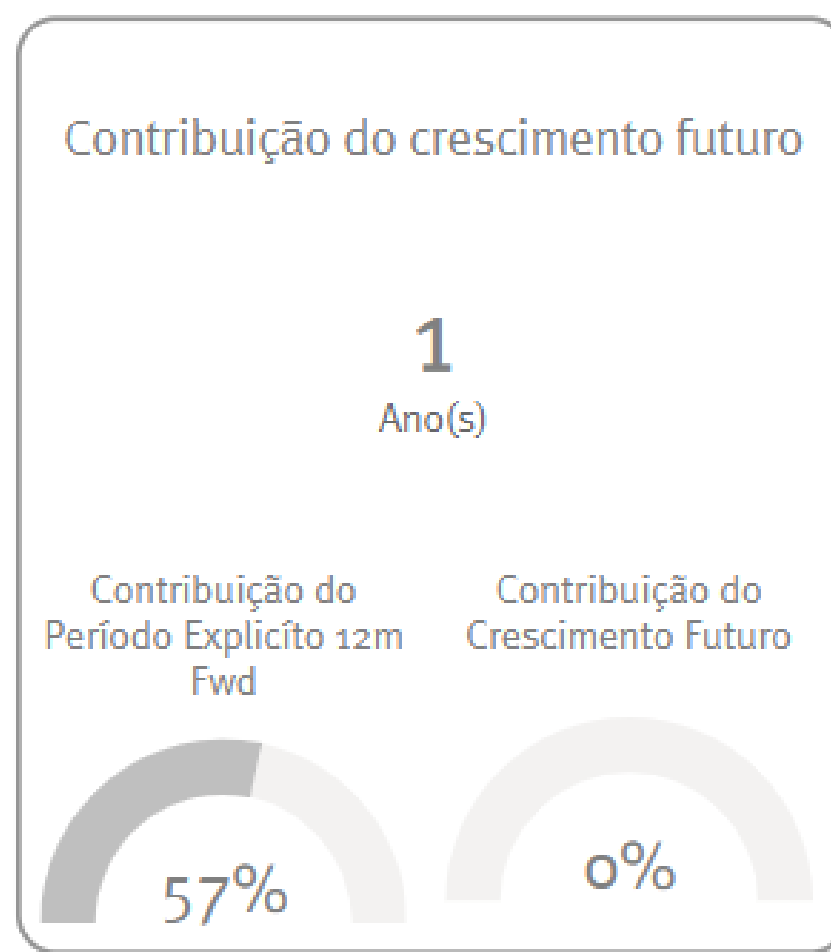 Contribuição do crescimento futuro
1
Ano(s)
Contribuição do
Período Explicíto 12m
Fwd
Contribuição do
Crescimento Futuro
57%
0%